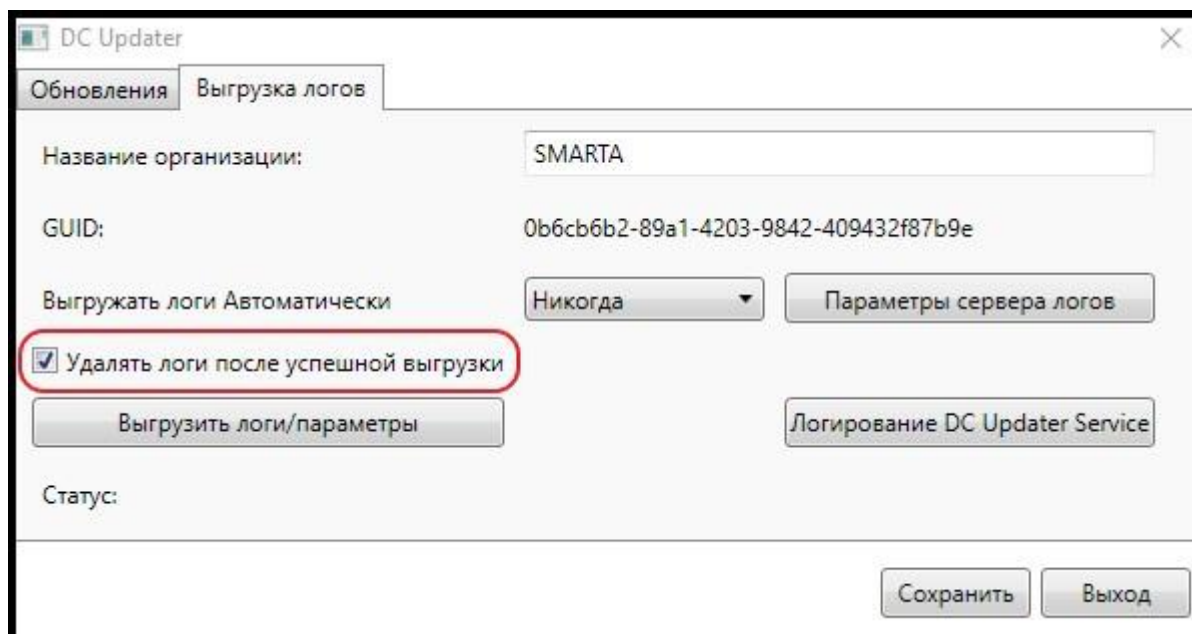 DC Updater
Обновления Выгрузка логов
Название организации: SMARTA
GUID: 0b6cb6b2-89a1-4203-9842-409432f87b9e
Выгружать логи Автоматически Никогда Параметры сервера логов
Удалять логи после успешной выгрузки
Выгрузить логи/параметры Логирование DC Updater Service
Статус:
Сохранить Выход